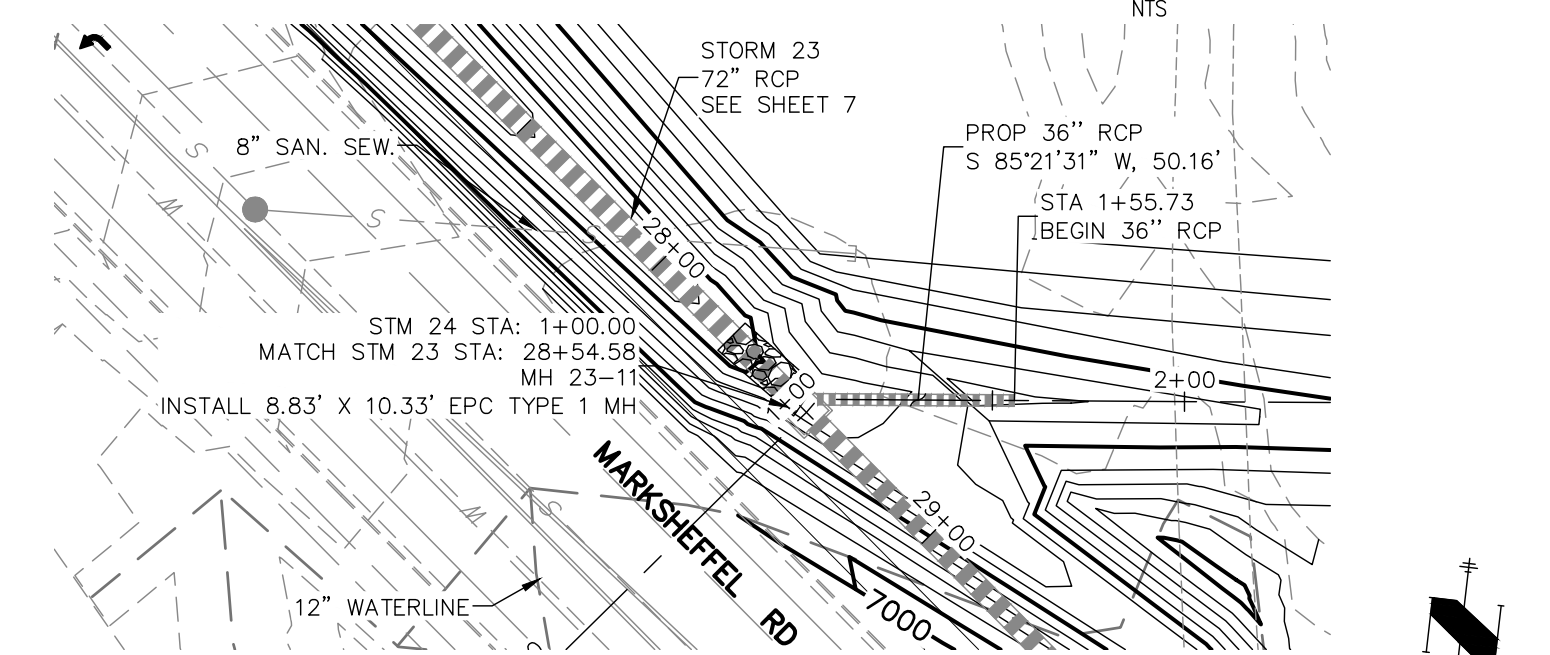 NTS
STORM 23
72” RCP
SEE SHEET 7
PROP 36’’ RCP
S 85°21’31” W, 50.16’
8” SAN. SEW.
S
STA 1+55.73
BEGIN 36’’ RCP
W
S
S
28+00
STM 24 STA: 1+00.00
MATCH STM 23 STA: 28+54.58
MH 23-11
INSTALL 8.83’ X 10.33’ EPC TYPE 1 MH
2+00
1+00
MARKSHEFFEL RD
W
S
29+00
12” WATERLINE
7000